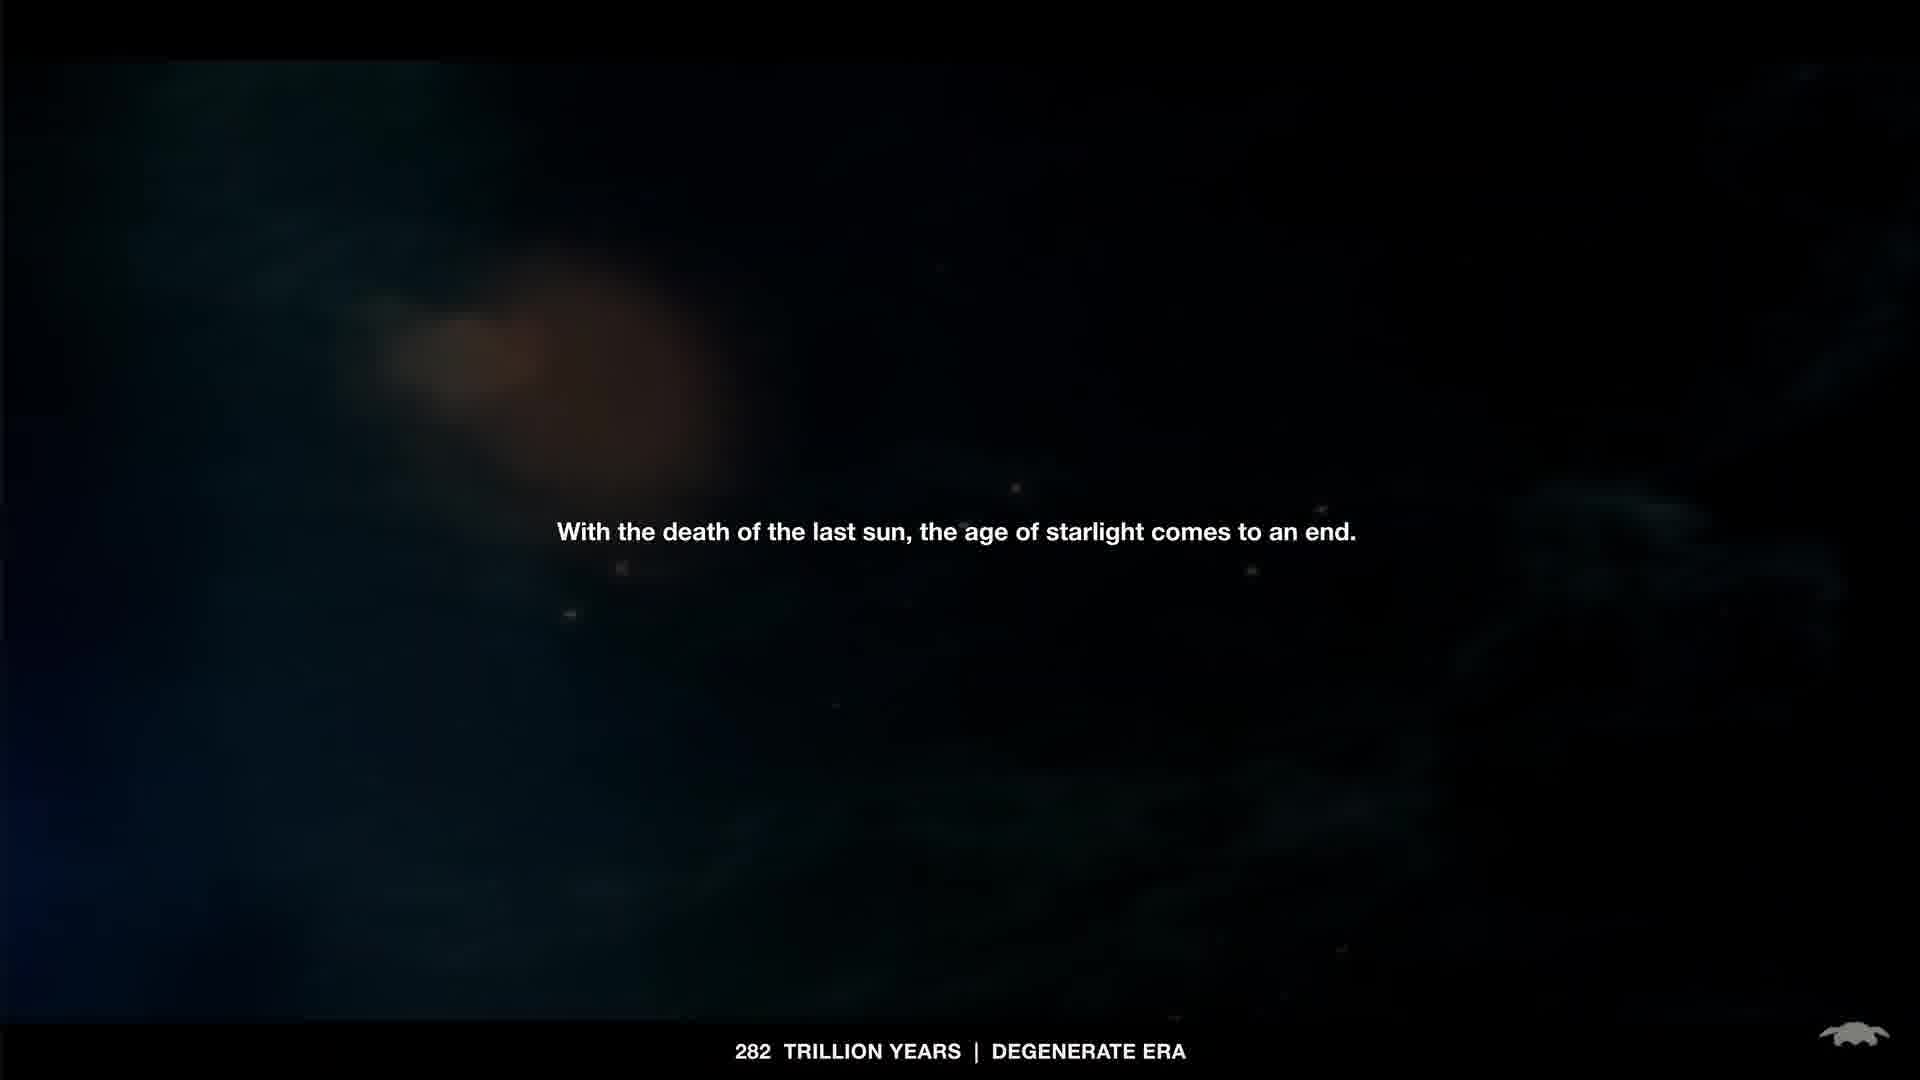 With the death of the last sun, the age of starlight comes to an end.
282 TRILLION YEARS | DEGENERATE ERA